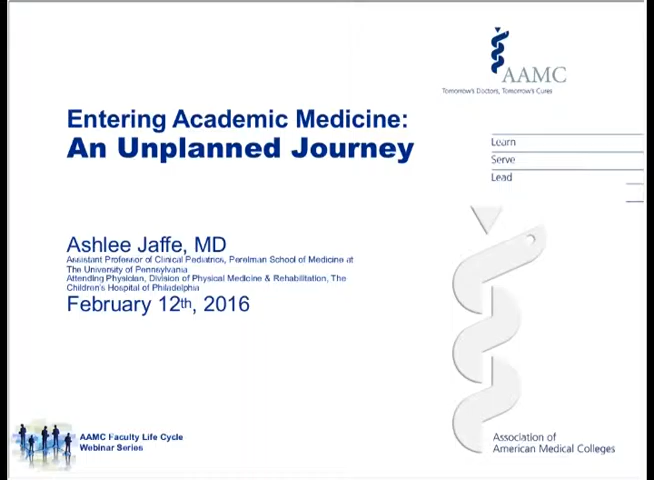 AAMC
Tomorrow's Doctors, Tomorrow's Cures
Entering Academic Medicine:
An Unplanned Journey
Learn
Serve
Lead
Ashlee Jaffe, MD
Assistant Professor of Clinical Pediatrics, Perelman School of Medicine at
The University of Pennsylvania
Attending Physician, Division of Physical Medicine & Rehabilitation, The
Children's Hospital of Philadelphia
February 12th, 2016
AAMC Faculty Life Cycle
Webinar Series
Association of
American Medical Colleges